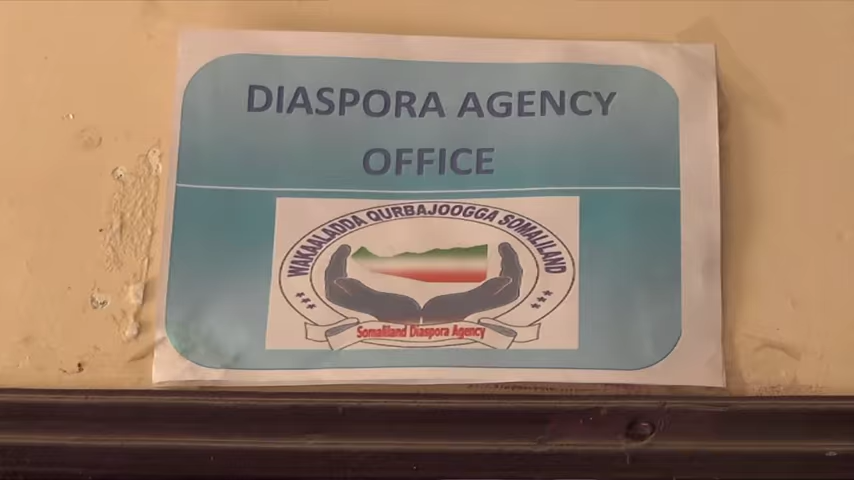 DIASPORA AGENCY
OFFICE
WAKAALADDA QURBAJOOGGA SOMALILAND
Somaliland Diaspora Agency